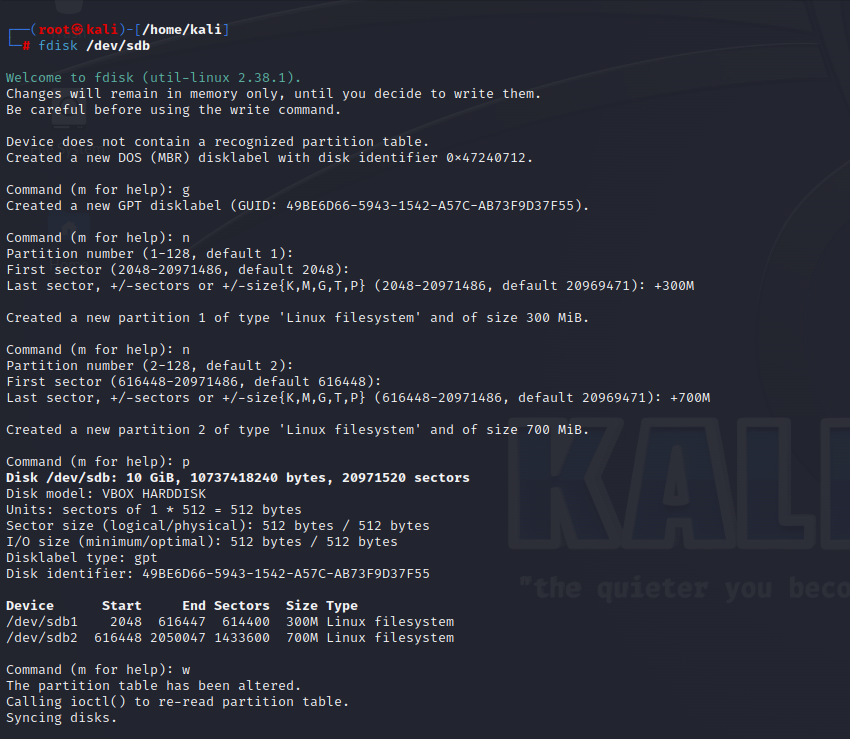 ┌──(root㉿kali)-[/home/kali]
└─# fdisk /dev/sdb
Welcome to fdisk (util-linux 2.38.1).
Changes will remain in memory only, until you decide to write them.
Be careful before using the write command.
Device does not contain a recognized partition table.
Created a new DOS (MBR) disklabel with disk identifier 0×47240712.
Command (m for help): g
Created a new GPT disklabel (GUID: 49BE6D66-5943-1542-A57C-AB73F9D37F55).
Command (m for help): n
Partition number (1-128, default 1):
First sector (2048-20971486, default 2048):
Last sector, +/-sectors or +/-size{K,M,G,T,P} (2048-20971486, default 20969471): +300M
Created a new partition 1 of type 'Linux filesystem' and of size 300 MiB.
Command (m for help): n
Partition number (2-128, default 2):
First sector (616448-20971486, default 616448):
Last sector, +/-sectors or +/-size{K,M,G,T,P} (616448-20971486, default 20969471): +700M
Created a new partition 2 of type 'Linux filesystem' and of size 700 MiB.
Command (m for help): p
Disk /dev/sdb: 10 GiB, 10737418240 bytes, 20971520 sectors
Disk model: VBOX HARDDISK
Units: sectors of 1 * 512 = 512 bytes
Sector size (logical/physical): 512 bytes / 512 bytes
I/O size (minimum/optimal): 512 bytes / 512 bytes
Disklabel type: gpt
Disk identifier: 49BE6D66-5943-1542-A57C-AB73F9D37F55
Device      Start     End Sectors  Size Type
/dev/sdb1    2048  616447  614400  300M Linux filesystem
/dev/sdb2  616448 2050047 1433600  700M Linux filesystem
Command (m for help): w
The partition table has been altered.
Calling ioctl() to re-read partition table.
Syncing disks.
KALI
"the quieter you beco